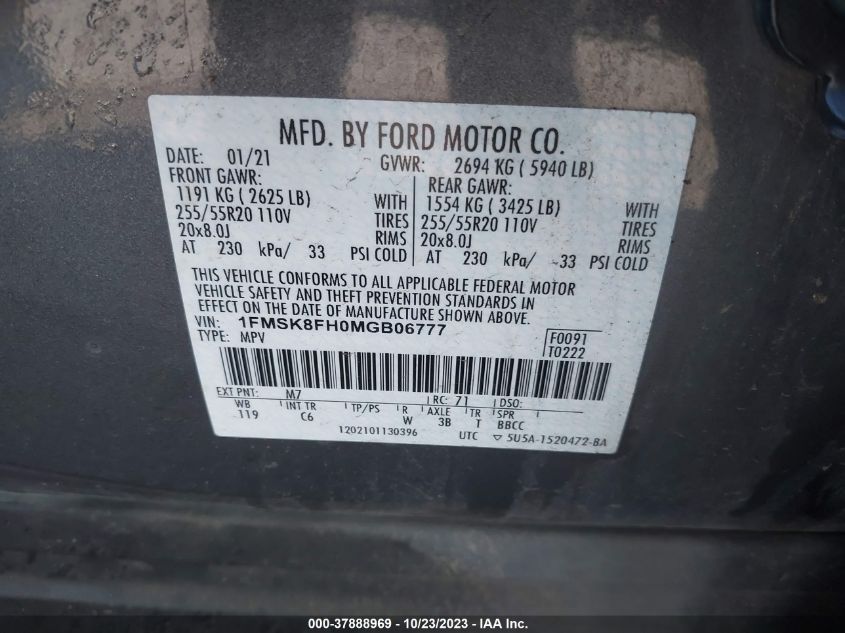 MFD. BY FORD MOTOR CO.
DATE: 01/21 GVWR: 2694 KG ( 5940 LB)
FRONT GAWR: REAR GAWR:
1191 KG ( 2625 LB) WITH 1554 KG ( 3425 LB) WITH
255/55R20 110V TIRES 255/55R20 110V TIRES
20x8.0J RIMS 20x8.0J RIMS
AT 230 kPa/ 33 PSI COLD AT 230 kPa/ 33 PSI COLD
THIS VEHICLE CONFORMS TO ALL APPLICABLE FEDERAL MOTOR
VEHICLE SAFETY AND THEFT PREVENTION STANDARDS IN
EFFECT ON THE DATE OF MANUFACTURE SHOWN ABOVE.
VIN: 1FMSK8FH0MGB06777 F0091
TYPE: MPV T0222
EXT PNT: M7 RC: 71 DSO:
WB INT TR TP/PS R AXLE TR SPR
119 C6 W 3B T BBCC
1202101130396 UTC ▽ 5U5A-1520472-BA
000-37888969 - 10/23/2023 - IAA Inc.